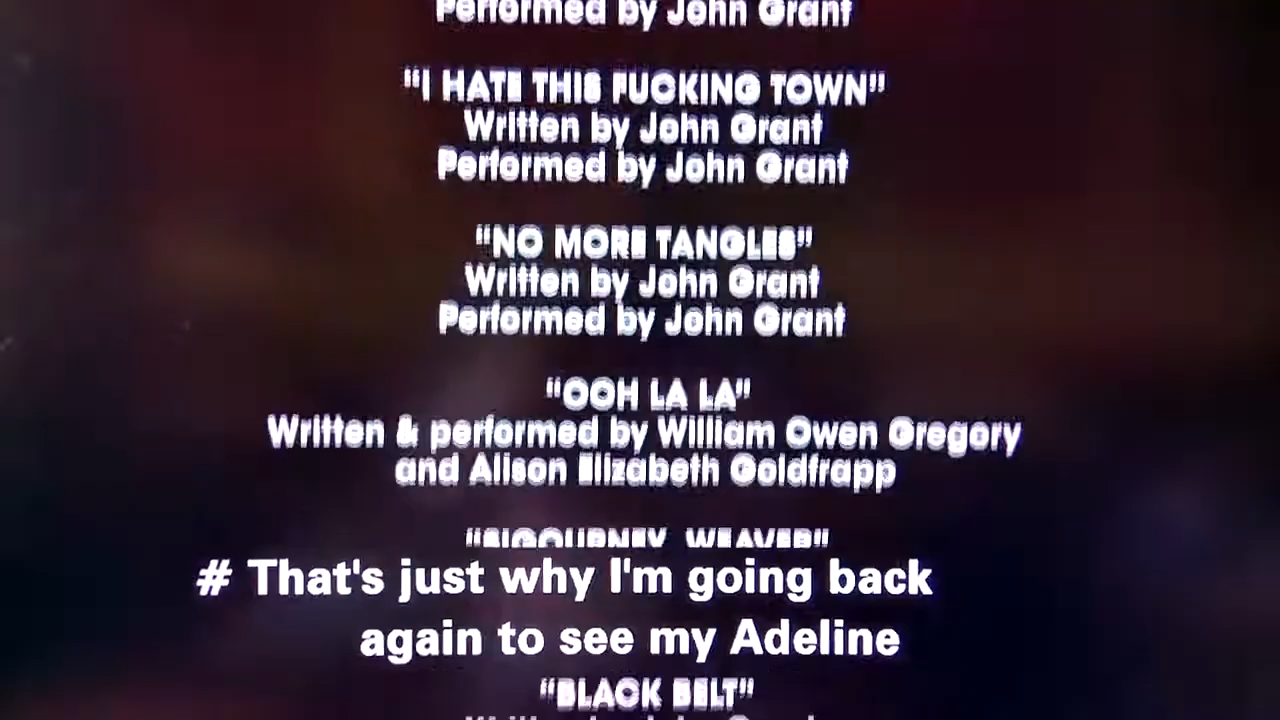 Performed by John Grant
"I HATE THIS FUCKING TOWN"
Written by John Grant
Performed by John Grant
"NO MORE TANGLES"
Written by John Grant
Performed by John Grant
"OOH LA LA"
Written & performed by William Owen Gregory
and Alison Elizabeth Goldfrapp
"SIGOURNEY WEAVER"
# That's just why I'm going back
again to see my Adeline
"BLACK BELT"